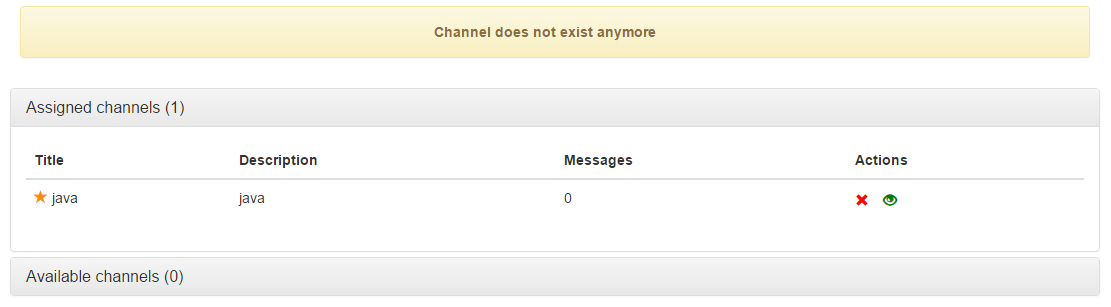 Channel does not exist anymore
Assigned channels (1)
Title Description Messages Actions
java java 0
Available channels (0)